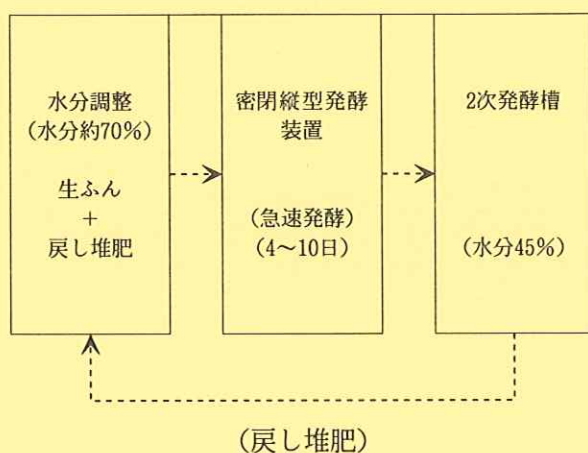 水分調整
(水分約70%)
生ふん
+
戻し堆肥
密閉縦型発酵
装置
(急速発酵)
(4〜10日)
2次発酵槽
(水分45%)
(戻し堆肥)